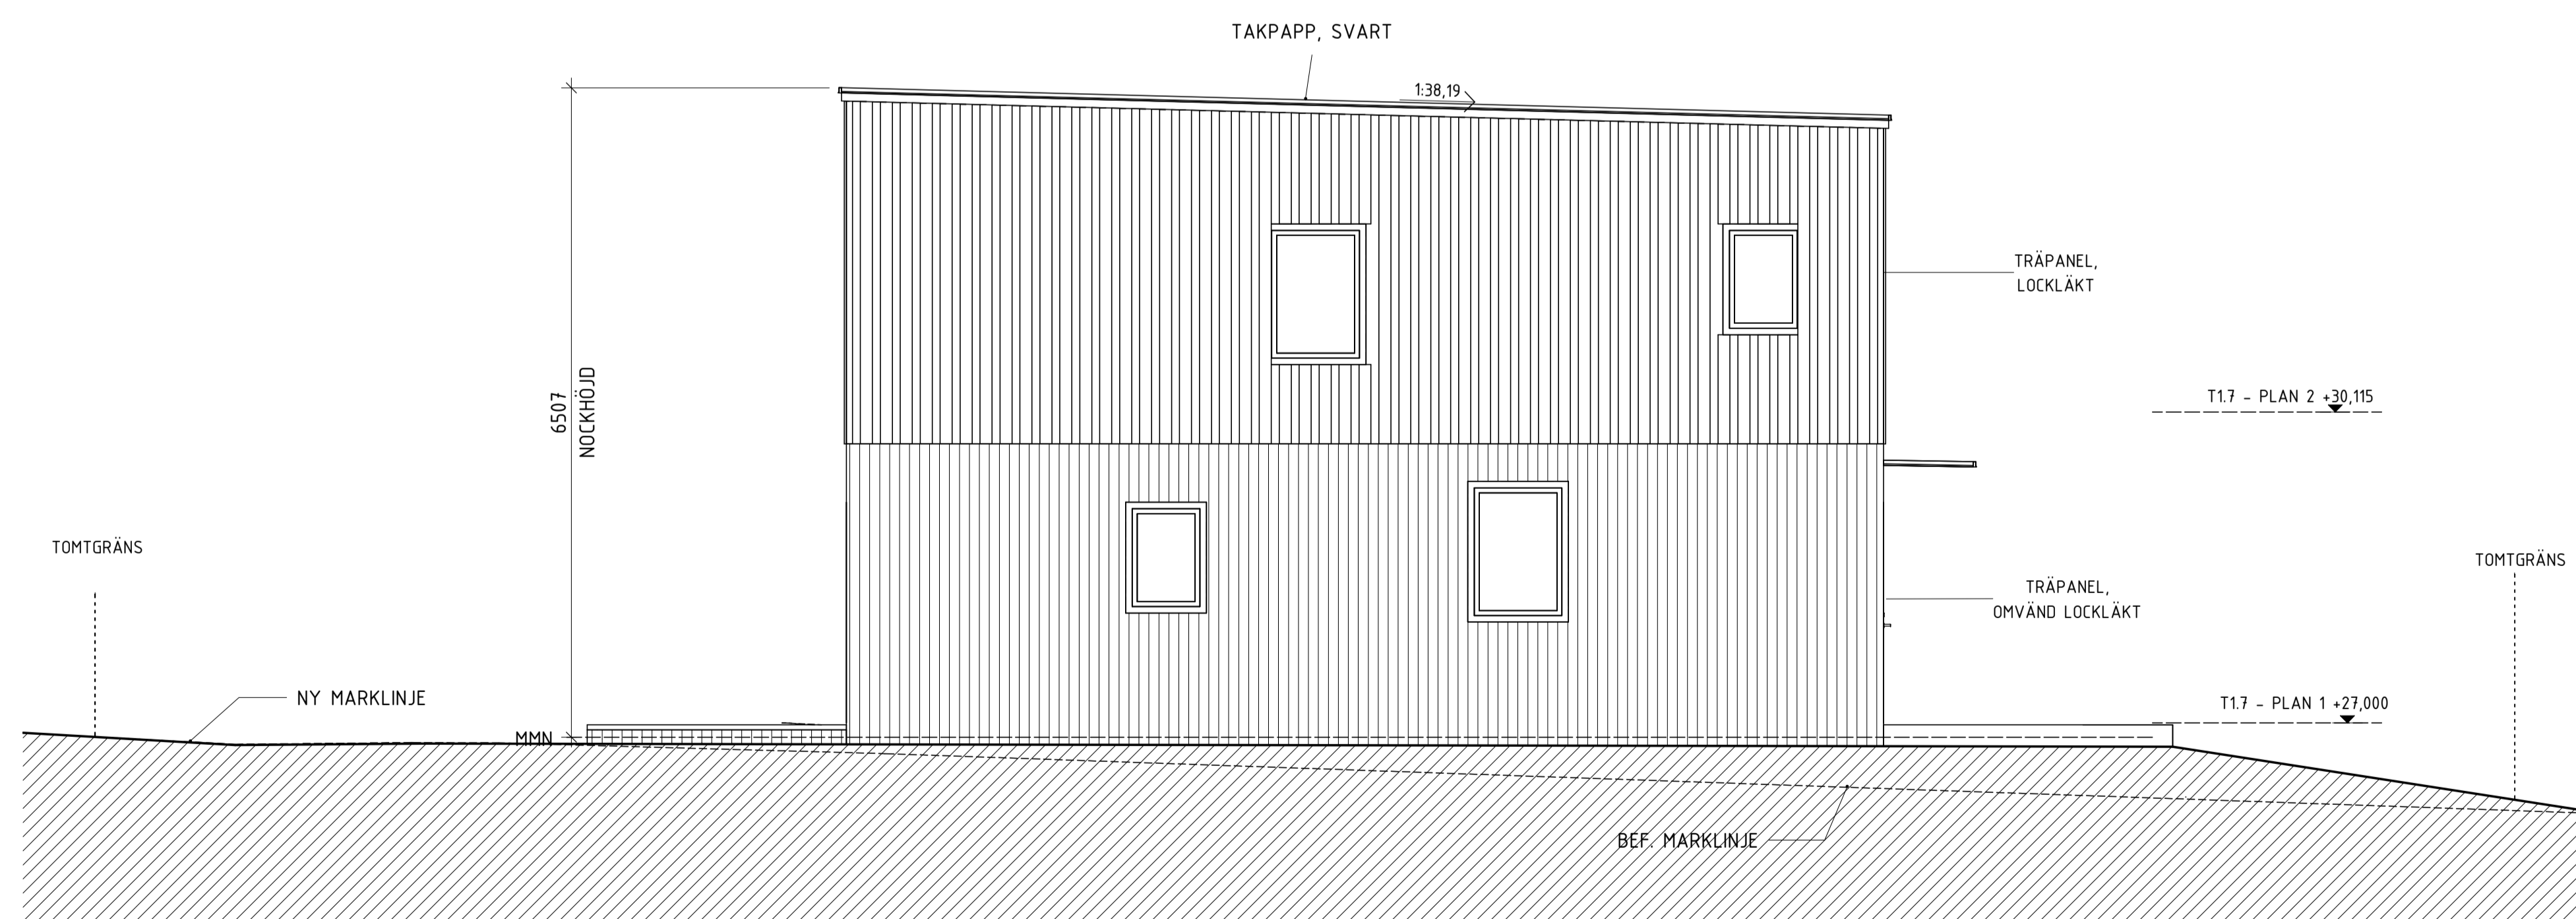 TAKPAPP, SVART
1:38,19
TRÄPANEL,
LOCKLÄKT
6507
NOCKHÖJD
T1.7 - PLAN 2 +30,115
TOMTGRÄNS
TOMTGRÄNS
TRÄPANEL,
OMVÄND LOCKLÄKT
NY MARKLINJE
T1.7 - PLAN 1 +27,000
MMN
BEF. MARKLINJE